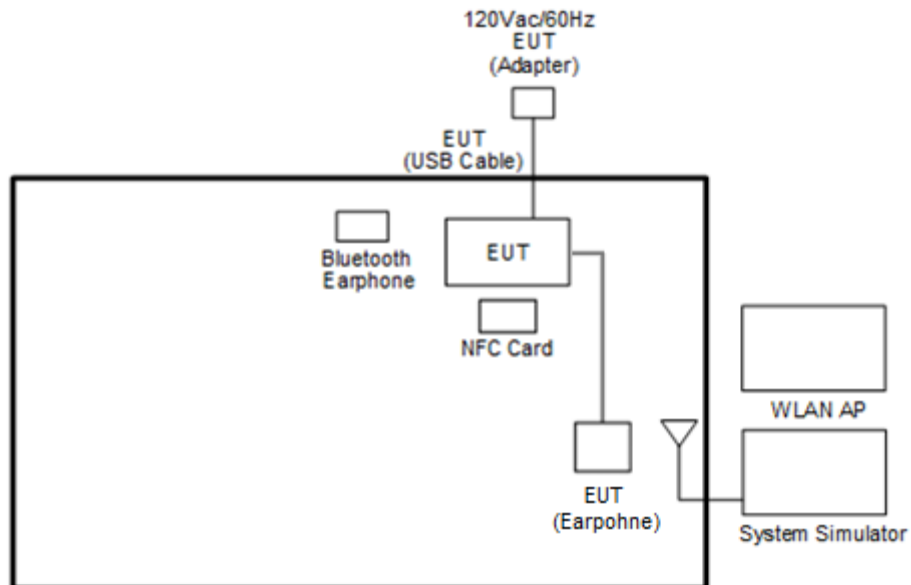 120Vac/60Hz
EUT
(Adapter)
EUT
(USB Cable)
Bluetooth
Earphone
EUT
NFC Card
WLAN AP
EUT
(Earpohne)
System Simulator